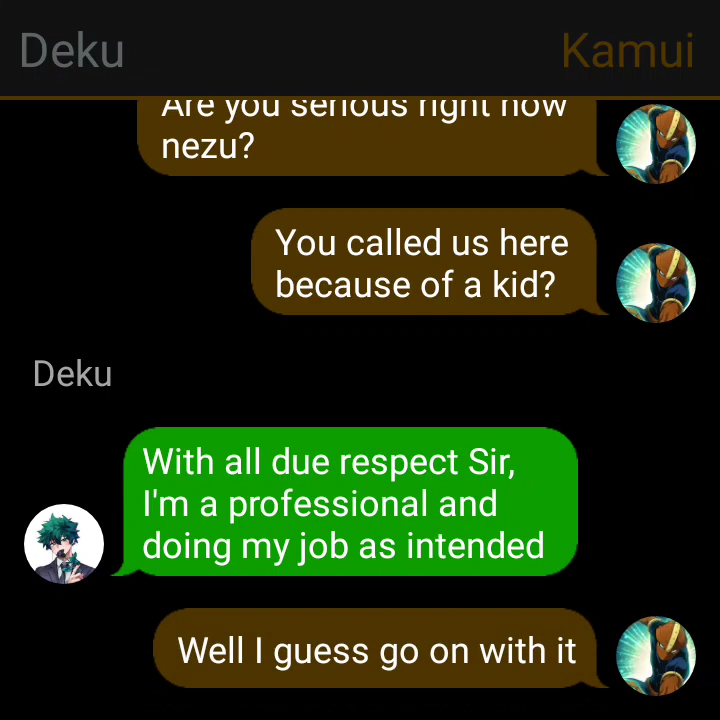 Deku
Kamui
Are you serious right now
nezu?
You called us here
because of a kid?
Deku
With all due respect Sir,
I'm a professional and
doing my job as intended
Well I guess go on with it